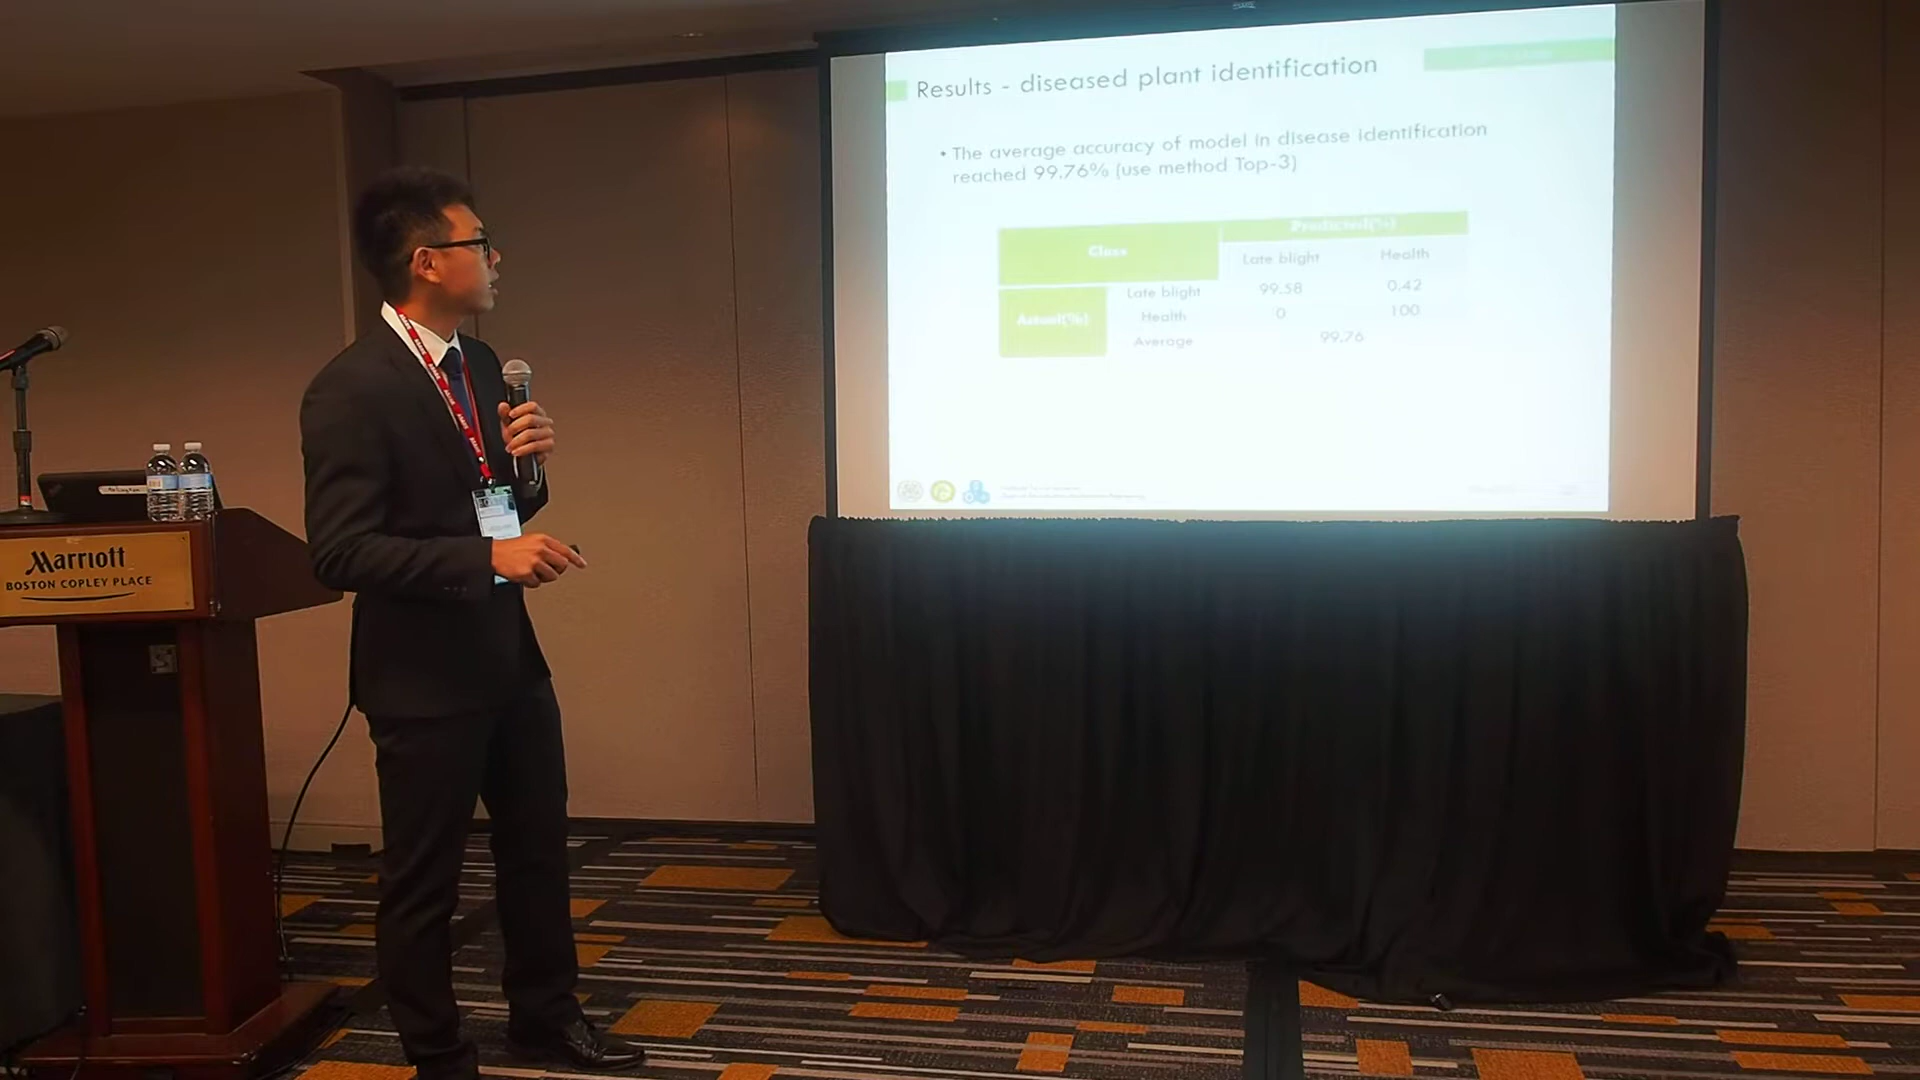 Results - diseased plant identification
• The average accuracy of model in disease identification
reached 99.76% (use method Top-3)
Class
Predicted(%)
Late blight Health
Actual(%)
Late blight 99.58 0.42
Health 0 100
Average 99.76
Marriott
BOSTON COPLEY PLACE